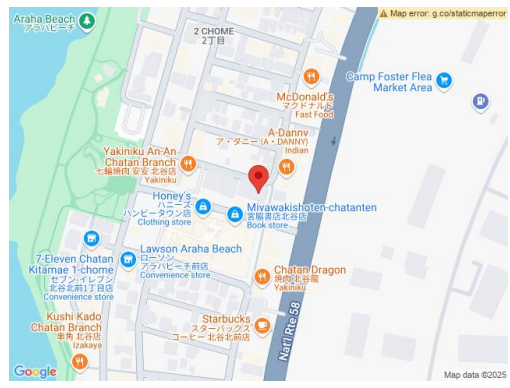 Araha Beach
アラハビーチ
2 CHOME
2丁目
Map error: g.co/staticmaperror
McDonald's
マクドナルド
Fast Food
Camp Foster Flea
Market Area
A-Danny
ア・ダニー (A・DANNY)
Indian
Yakiniku An-An
Chatan Branch
七輪焼肉 安安 北谷店
Yakiniku
Honey's
ハニーズ
ハンビータウン店
Clothing store
Miyawakishoten-chatanten
宮脇書店北谷店
Book store
7-Eleven Chatan
Kitamae 1-chome
セブン-イレブン
北谷北前1丁目店
Convenience store
Lawson Araha Beach
ローソン
アラハビーチ前店
Convenience store
Chatan Dragon
焼肉 北谷龍
Yakiniku
Nat'l Rte 58
Kushi Kado
Chatan Branch
串角 北谷店
Izakaya
Starbucks
スターバックス
コーヒー 北谷北前店
Google
Map data ©2025